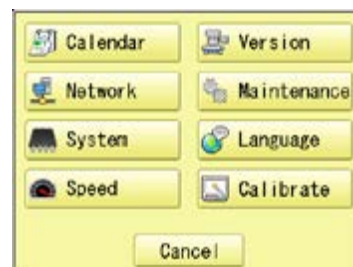 Calendar
Version
Network
Maintenance
System
Language
Speed
Calibrate
Cancel